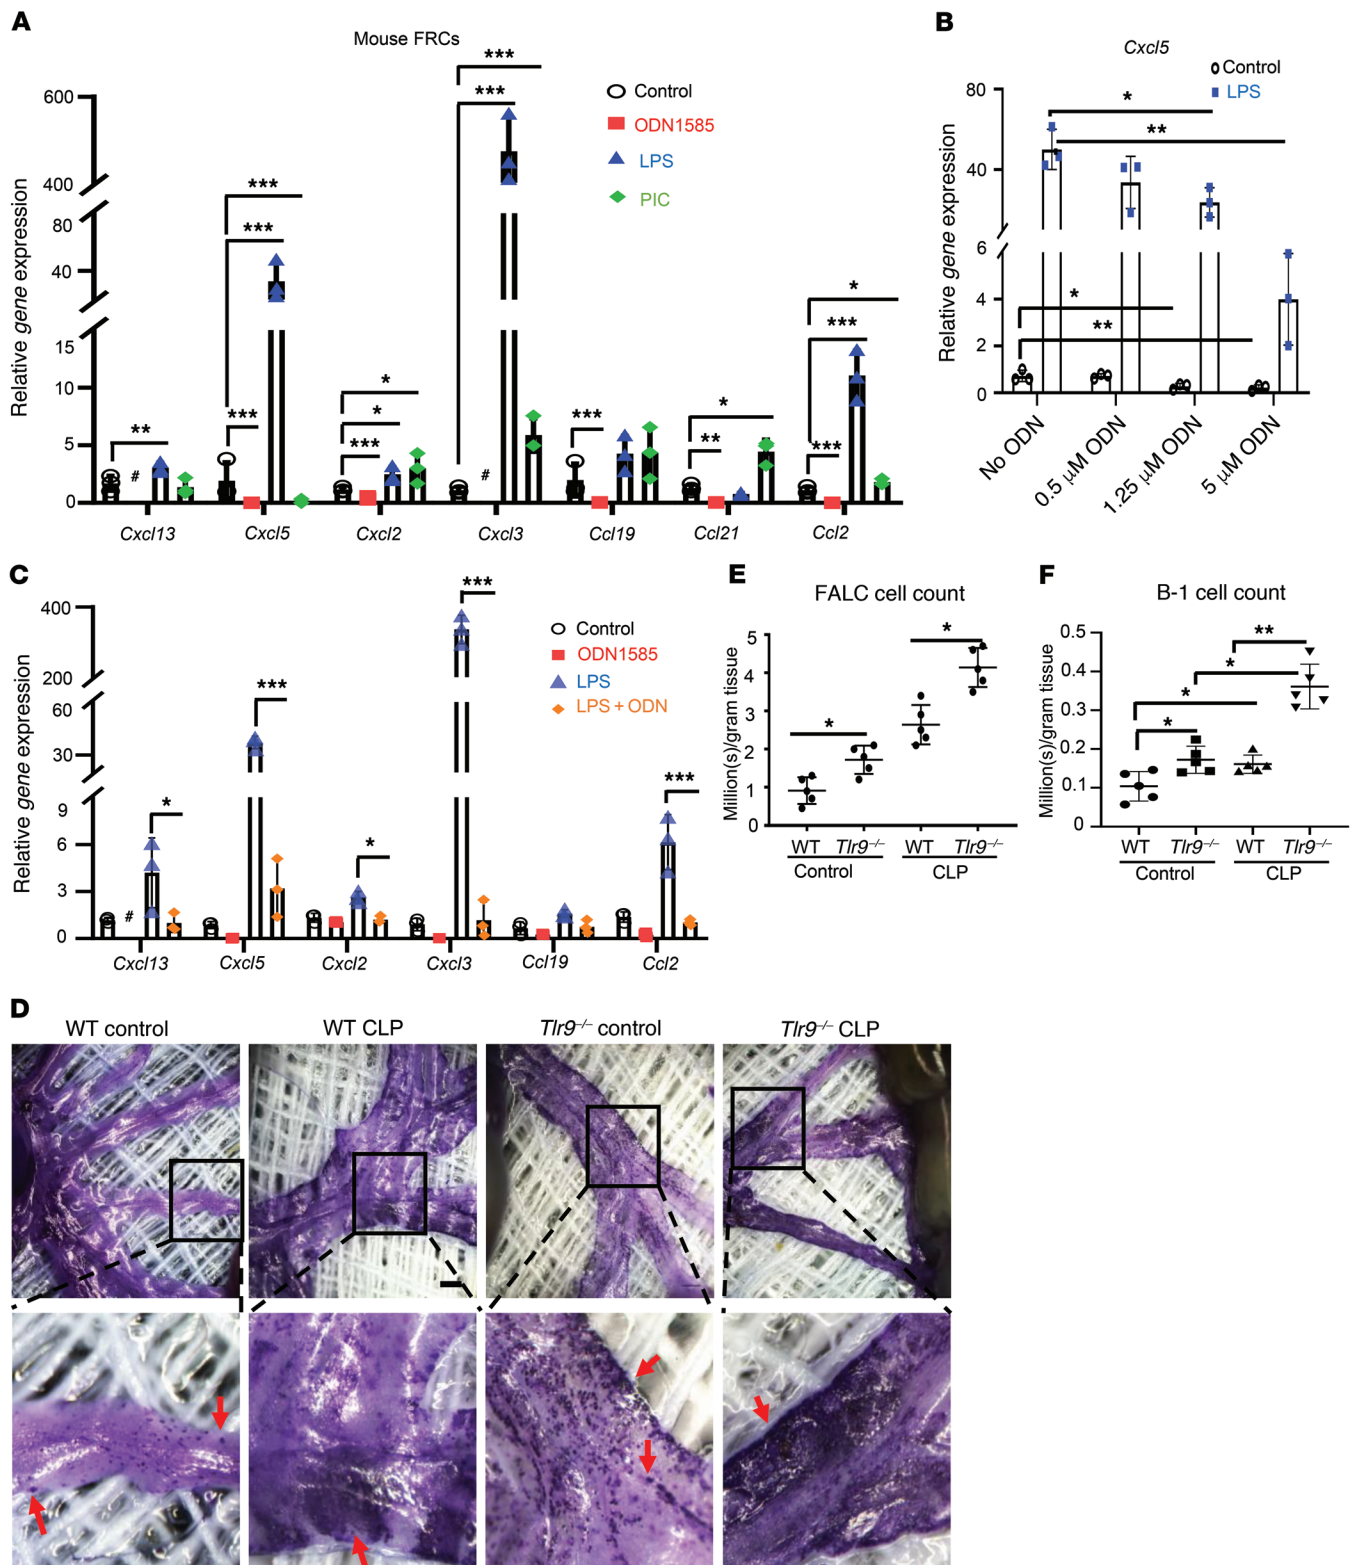 A
Mouse FRCs
Relative gene expression
600
400
80
40
15
10
5
0
***
***
Control
ODN1585
LPS
PIC
***
***
***
**
#
*
*
***
#
***
*
**
*
***
***
Cxcl13 Cxcl5 Cxcl2 Cxcl3 Ccl19 Ccl21 Ccl2
B
Cxcl5
Control
LPS
Relative gene expression
80
40
6
4
2
0
*
**
*
**
No ODN
0.5 μM ODN
1.25 μM ODN
5 μM ODN
C
Relative gene expression
400
200
60
30
9
6
3
0
Control
ODN1585
LPS
LPS + ODN
*
#
***
*
***
***
Cxcl13 Cxcl5 Cxcl2 Cxcl3 Ccl19 Ccl2
E
FALC cell count
Million(s)/gram tissue
5
4
3
2
1
0
*
*
WT Tlr9–/– WT Tlr9–/–
Control CLP
F
B-1 cell count
Million(s)/gram tissue
0.5
0.4
0.3
0.2
0.1
0
**
*
*
*
WT Tlr9–/– WT Tlr9–/–
Control CLP
D
WT control WT CLP Tlr9–/– control Tlr9–/– CLP